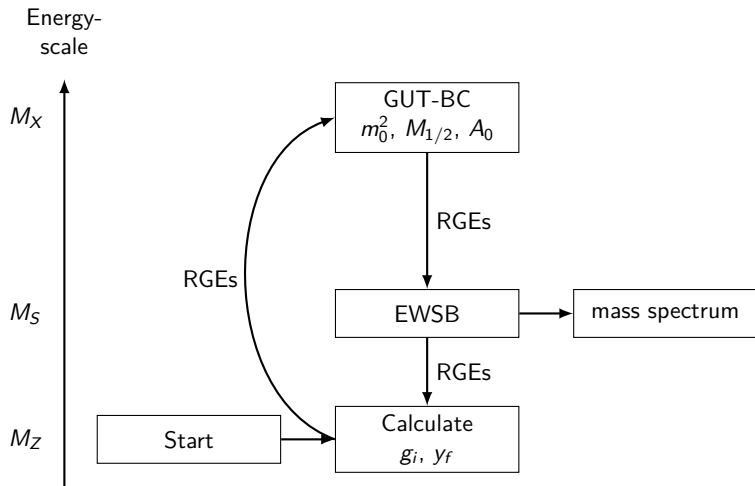 Energy-
scale
M_X
GUT-BC
m_0^2, M_{1/2}, A_0
RGEs
RGEs
M_S
EWSB
mass spectrum
RGEs
M_Z
Start
Calculate
g_i, y_f